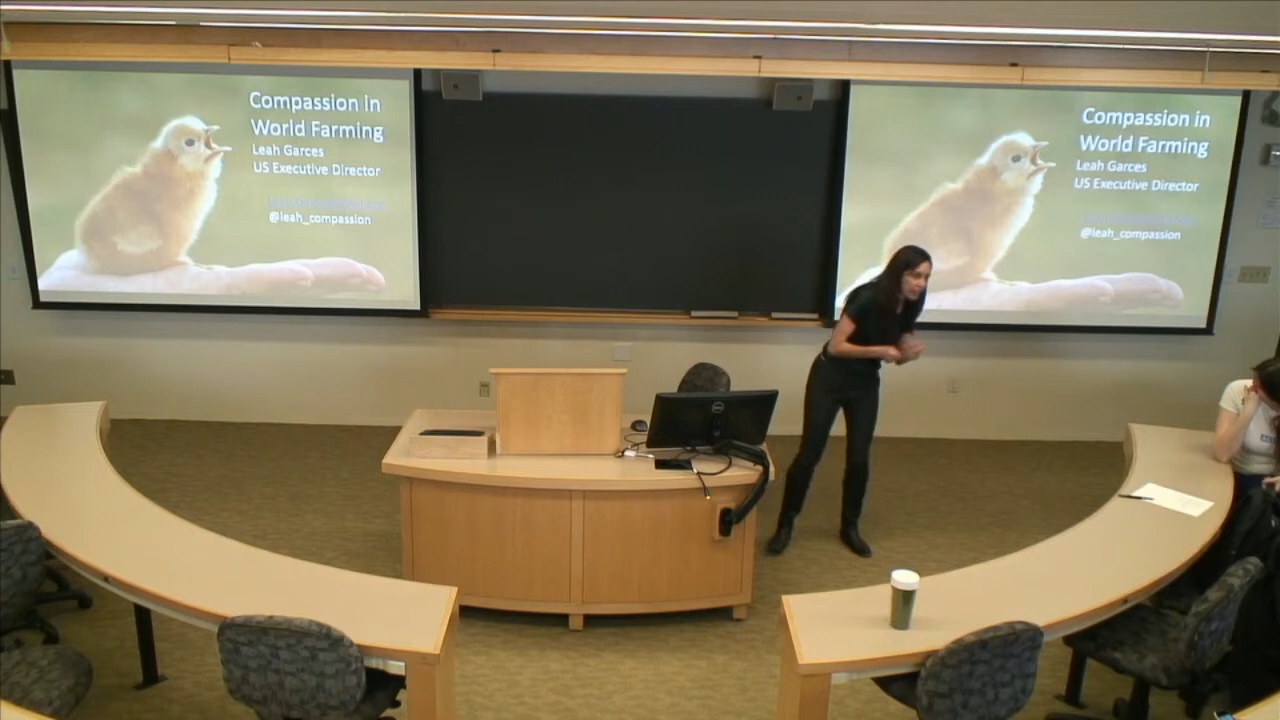 Compassion in
World Farming
Leah Garces
US Executive Director
@leah_compassion
Compassion in
World Farming
Leah Garces
US Executive Director
@leah_compassion
DELL